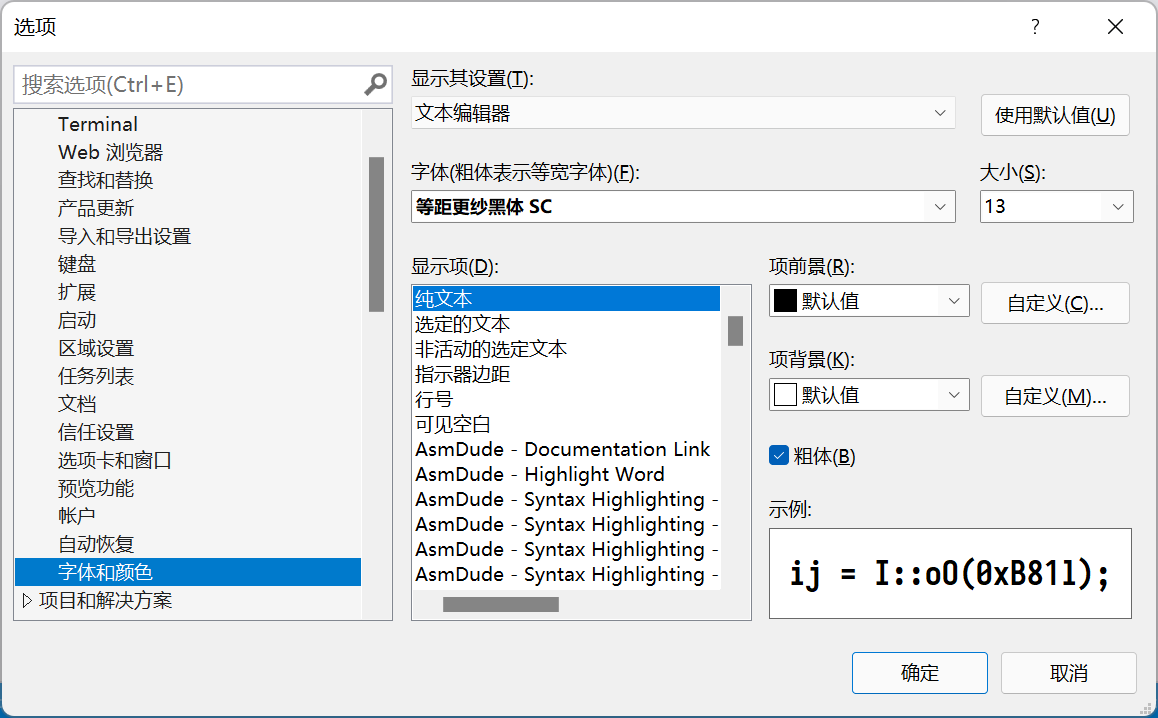 选项
?
搜索选项(Ctrl+E)
Terminal
Web 浏览器
查找和替换
产品更新
导入和导出设置
键盘
扩展
启动
区域设置
任务列表
文档
信任设置
选项卡和窗口
预览功能
帐户
自动恢复
字体和颜色
项目和解决方案
显示其设置(T):
文本编辑器
使用默认值(U)
字体(粗体表示等宽字体)(F):
等距更纱黑体 SC
大小(S):
13
显示项(D):
纯文本
选定的文本
非活动的选定文本
指示器边距
行号
可见空白
AsmDude - Documentation Link
AsmDude - Highlight Word
AsmDude - Syntax Highlighting -
AsmDude - Syntax Highlighting -
AsmDude - Syntax Highlighting -
AsmDude - Syntax Highlighting -
项前景(R):
默认值
自定义(C)...
项背景(K):
默认值
自定义(M)...
粗体(B)
示例:
ij = I::oO(0xB81l);
确定
取消